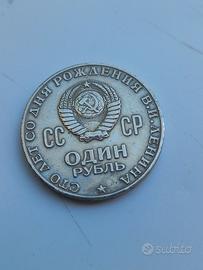 СТО ЛЕТ СО ДНЯ РОЖДЕНИЯ В.И.ЛЕНИНА
СС СР
ОДИН
РУБЛЬ
subito